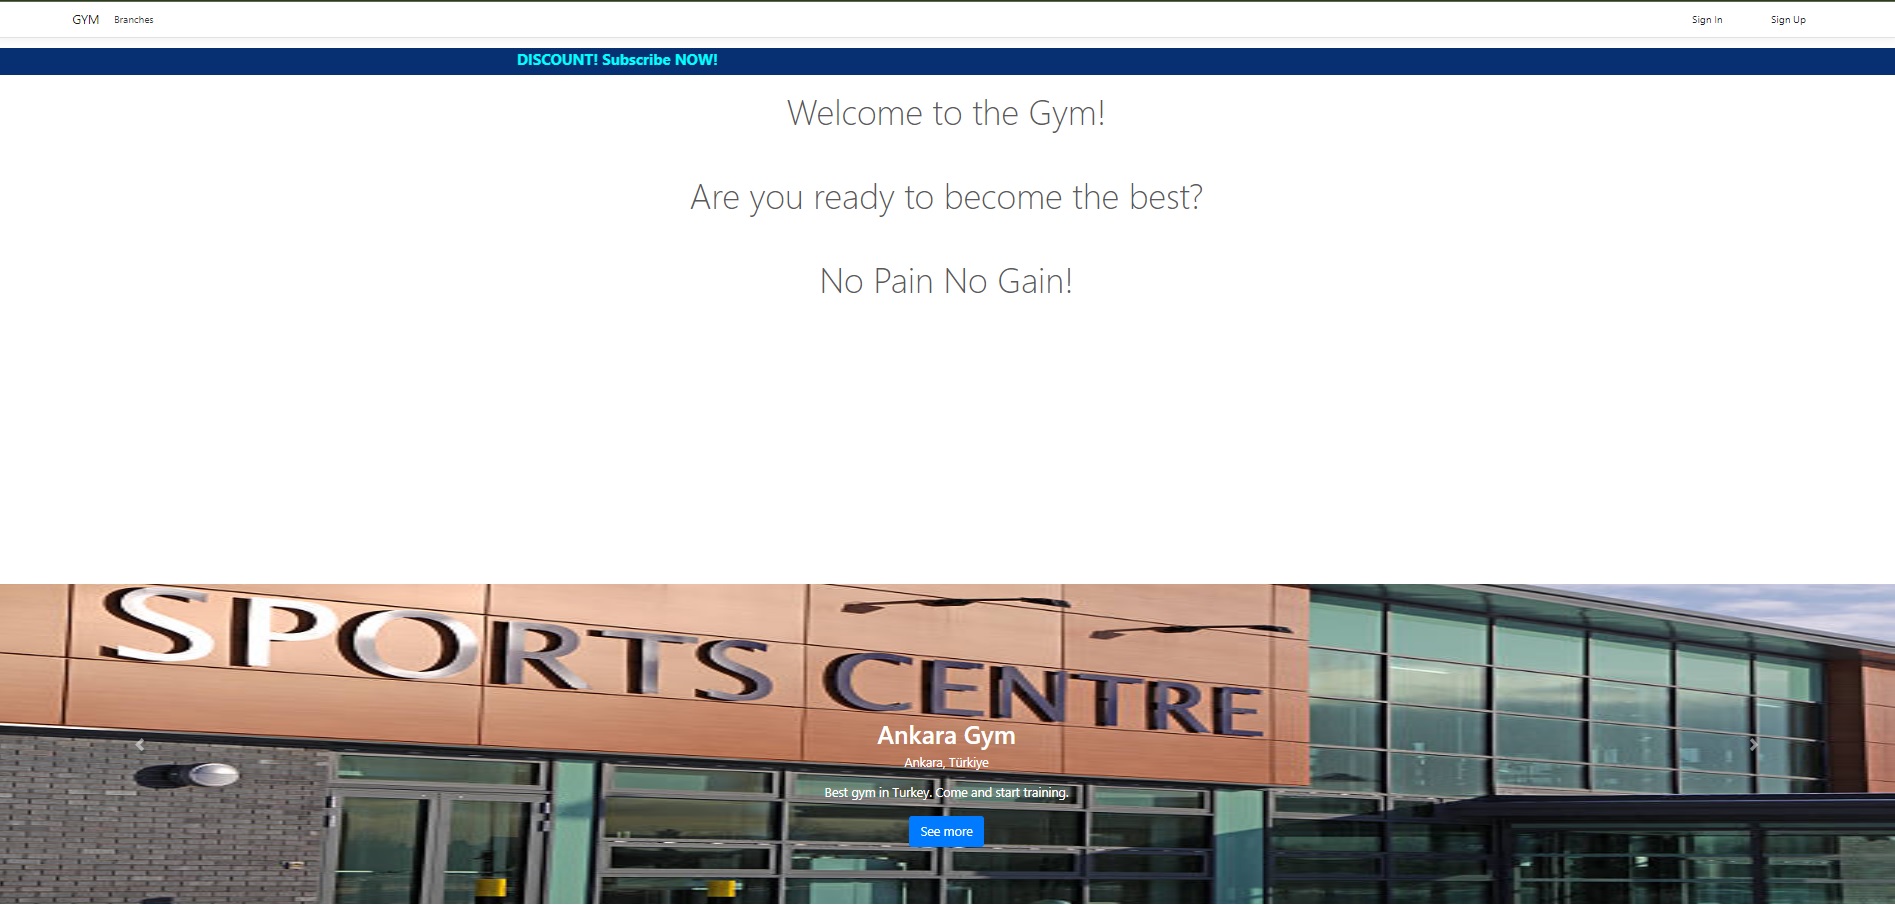 GYM Branches Sign In Sign Up
DISCOUNT! Subscribe NOW!
Welcome to the Gym!
Are you ready to become the best?
No Pain No Gain!
SPORTS CENTRE
Ankara Gym
Ankara, Türkiye
Best gym in Turkey. Come and start training.
See more